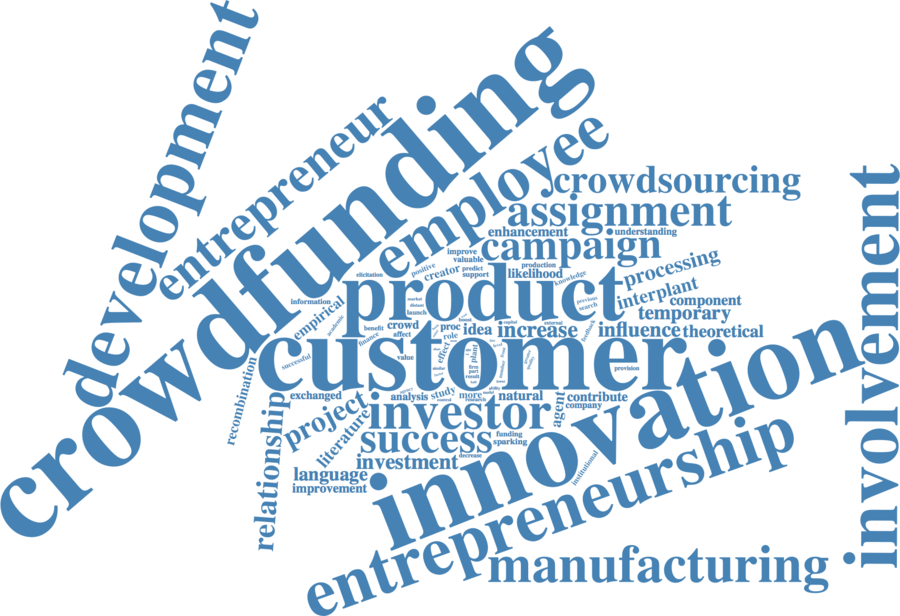 development
crowdfunding
entrepreneur
employee
crowdsourcing
assignment
enhancement
understanding
campaign
improve
valuable
production
positive
creator
predict
support
likelihood
knowledge
processing
elicitation
product
interplant
component
temporary
information
empirical
academic
market
distant
launch
previous
search
benefit
crowd
affect
proc
role
idea
boost
capital
increase
external
feedback
influence
theoretical
finance
customer
successful
value
effect
plant
firm
part
result
provision
involvement
innovation
recombination
exchanged
analysis
study
more
research
natural
contribute
company
agent
relationship
project
literature
investor
success
funding
sparking
investment
decrease
language
improvement
institutional
entrepreneurship
manufacturing